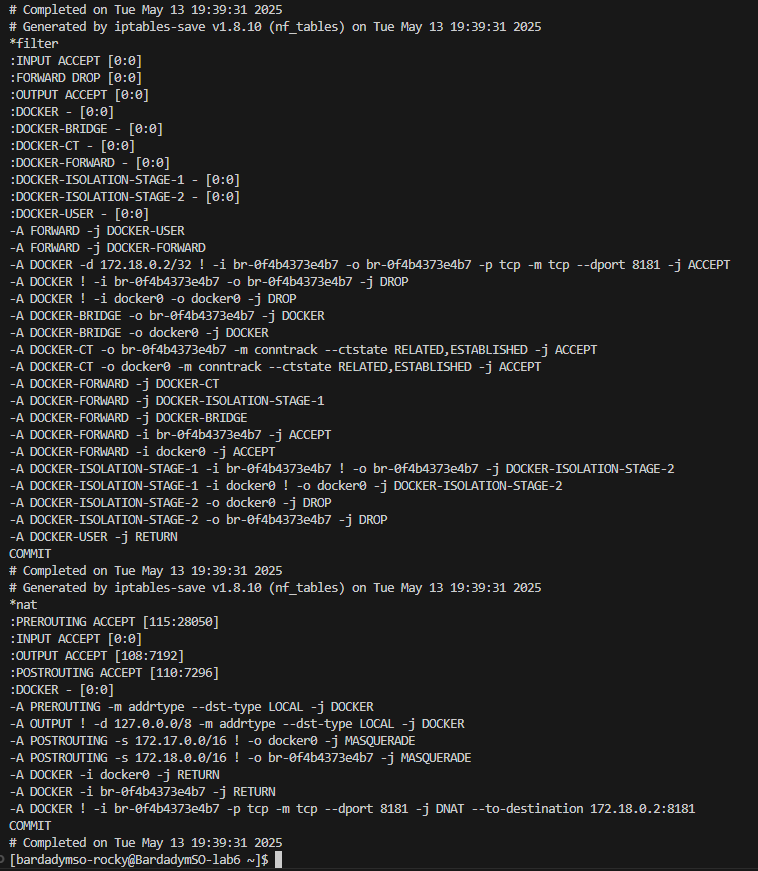 # Completed on Tue May 13 19:39:31 2025
# Generated by iptables-save v1.8.10 (nf_tables) on Tue May 13 19:39:31 2025
*filter
:INPUT ACCEPT [0:0]
:FORWARD DROP [0:0]
:OUTPUT ACCEPT [0:0]
:DOCKER - [0:0]
:DOCKER-BRIDGE - [0:0]
:DOCKER-CT - [0:0]
:DOCKER-FORWARD - [0:0]
:DOCKER-ISOLATION-STAGE-1 - [0:0]
:DOCKER-ISOLATION-STAGE-2 - [0:0]
:DOCKER-USER - [0:0]
-A FORWARD -j DOCKER-USER
-A FORWARD -j DOCKER-FORWARD
-A DOCKER -d 172.18.0.2/32 ! -i br-0f4b4373e4b7 -o br-0f4b4373e4b7 -p tcp -m tcp --dport 8181 -j ACCEPT
-A DOCKER ! -i br-0f4b4373e4b7 -o br-0f4b4373e4b7 -j DROP
-A DOCKER ! -i docker0 -o docker0 -j DROP
-A DOCKER-BRIDGE -o br-0f4b4373e4b7 -j DOCKER
-A DOCKER-BRIDGE -o docker0 -j DOCKER
-A DOCKER-CT -o br-0f4b4373e4b7 -m conntrack --ctstate RELATED,ESTABLISHED -j ACCEPT
-A DOCKER-CT -o docker0 -m conntrack --ctstate RELATED,ESTABLISHED -j ACCEPT
-A DOCKER-FORWARD -j DOCKER-CT
-A DOCKER-FORWARD -j DOCKER-ISOLATION-STAGE-1
-A DOCKER-FORWARD -j DOCKER-BRIDGE
-A DOCKER-FORWARD -i br-0f4b4373e4b7 -j ACCEPT
-A DOCKER-FORWARD -i docker0 -j ACCEPT
-A DOCKER-ISOLATION-STAGE-1 -i br-0f4b4373e4b7 ! -o br-0f4b4373e4b7 -j DOCKER-ISOLATION-STAGE-2
-A DOCKER-ISOLATION-STAGE-1 -i docker0 ! -o docker0 -j DOCKER-ISOLATION-STAGE-2
-A DOCKER-ISOLATION-STAGE-2 -o docker0 -j DROP
-A DOCKER-ISOLATION-STAGE-2 -o br-0f4b4373e4b7 -j DROP
-A DOCKER-USER -j RETURN
COMMIT
# Completed on Tue May 13 19:39:31 2025
# Generated by iptables-save v1.8.10 (nf_tables) on Tue May 13 19:39:31 2025
*nat
:PREROUTING ACCEPT [115:28050]
:INPUT ACCEPT [0:0]
:OUTPUT ACCEPT [108:7192]
:POSTROUTING ACCEPT [110:7296]
:DOCKER - [0:0]
-A PREROUTING -m addrtype --dst-type LOCAL -j DOCKER
-A OUTPUT ! -d 127.0.0.0/8 -m addrtype --dst-type LOCAL -j DOCKER
-A POSTROUTING -s 172.17.0.0/16 ! -o docker0 -j MASQUERADE
-A POSTROUTING -s 172.18.0.0/16 ! -o br-0f4b4373e4b7 -j MASQUERADE
-A DOCKER -i docker0 -j RETURN
-A DOCKER -i br-0f4b4373e4b7 -j RETURN
-A DOCKER ! -i br-0f4b4373e4b7 -p tcp -m tcp --dport 8181 -j DNAT --to-destination 172.18.0.2:8181
COMMIT
# Completed on Tue May 13 19:39:31 2025
[bardadymso-rocky@BardadymSO-lab6 ~]$